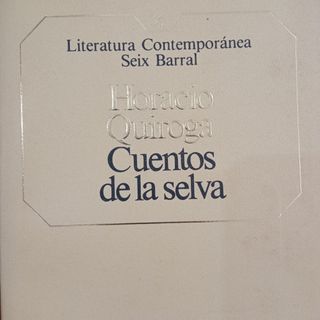 Literatura Contemporánea
Seix Barral
Horacio
Quiroga
Cuentos
de la selva